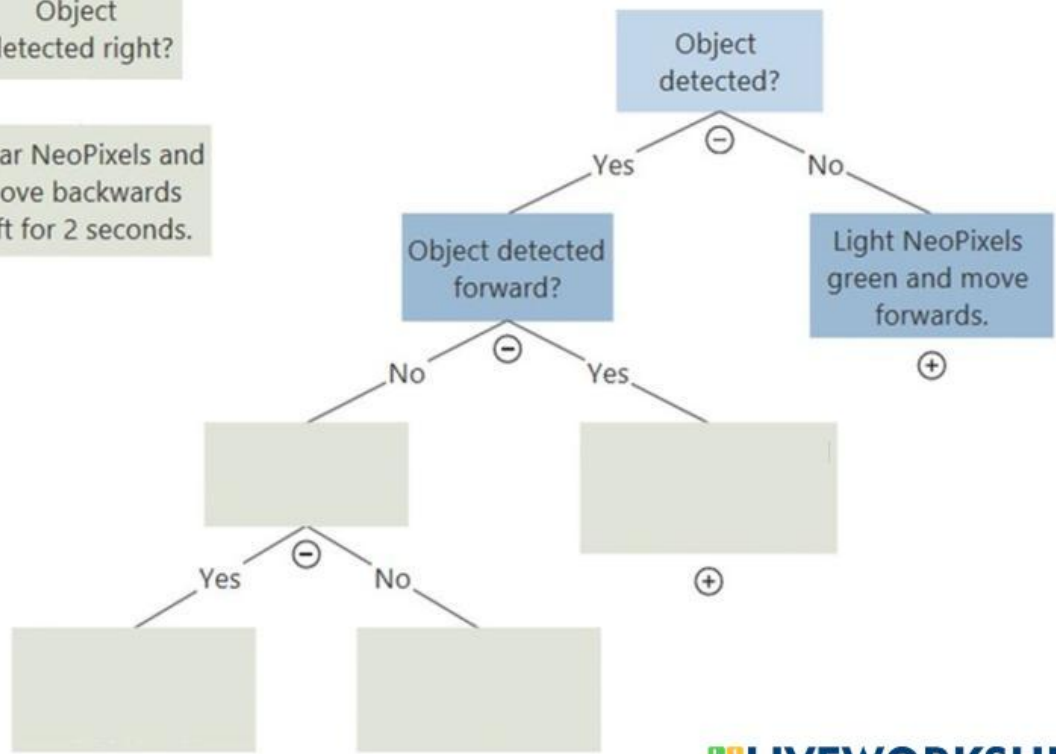 Object
detected right?
ar NeoPixels and
ove backwards
ft for 2 seconds.
Object
detected?
Yes
No
Object detected
forward?
Light NeoPixels
green and move
forwards.
No
Yes
Yes
No